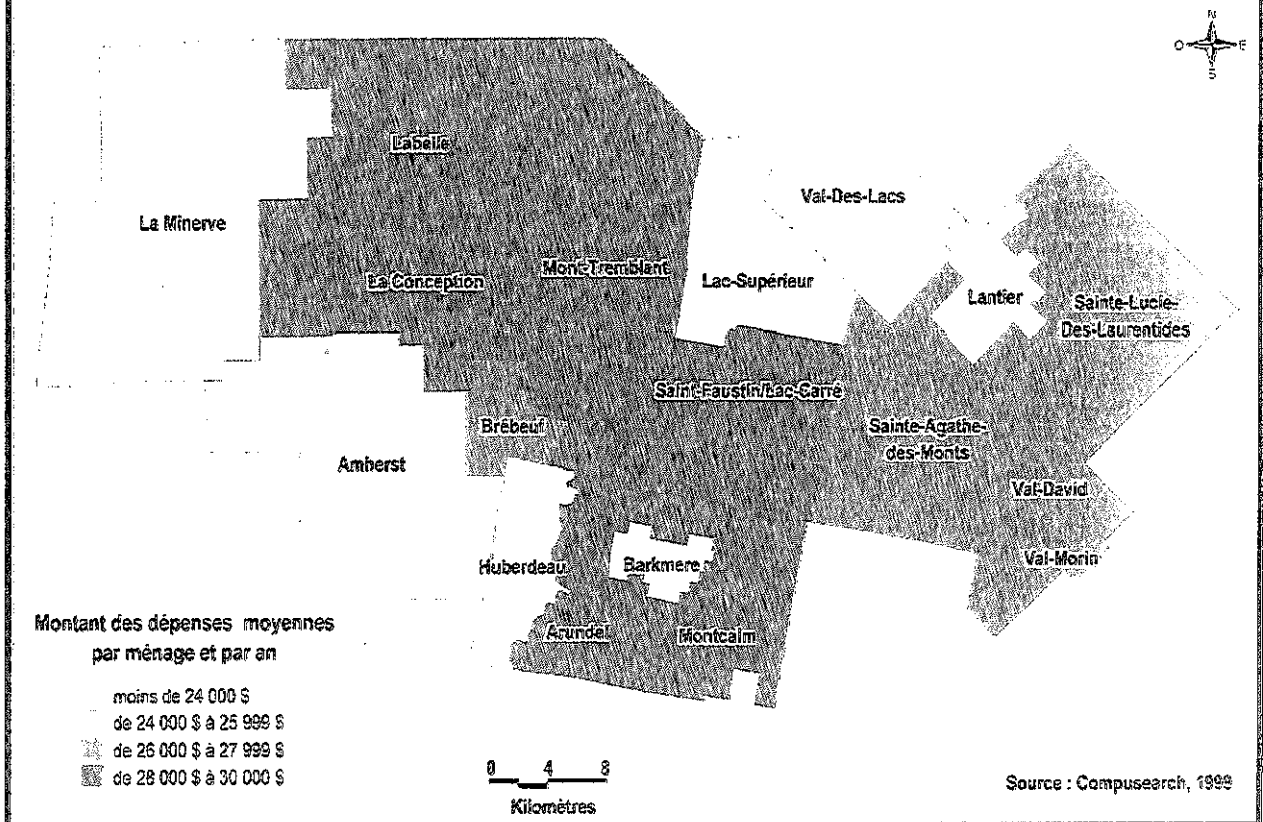 N
O E
S
Labelle
Val-Des-Lacs
La Minerve
Mont-Tremblant
La Conception
Lac-Supérieur
Lantier
Sainte-Lucie-
Des-Laurentides
Saint-Faustin/Lac-Carré
Brébeuf
Sainte-Agathe-
des-Monts
Amherst
Val-David
Val-Morin
Huberdeau
Barkmere
Arundel
Montcalm
Montant des dépenses moyennes
par ménage et par an
moins de 24 000 $
de 24 000 $ à 25 999 $
de 26 000 $ à 27 999 $
de 28 000 $ à 30 000 $
0 4 8
Kilomètres
Source : Compusearch, 1999